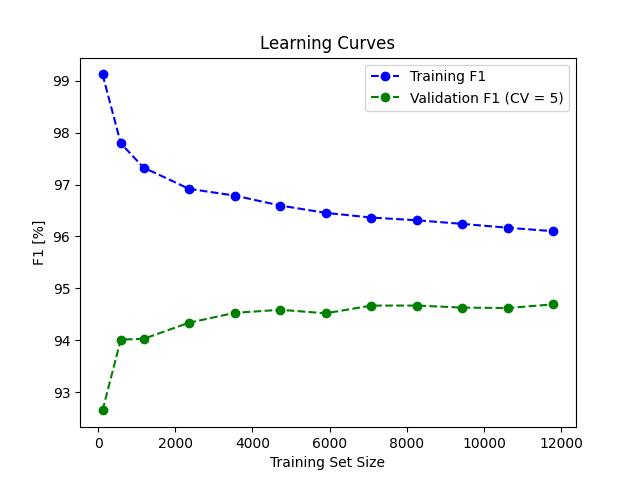 Learning Curves
Training F1
Validation F1 (CV = 5)
99
98
97
96
95
94
93
F1 [%]
0 2000 4000 6000 8000 10000 12000
Training Set Size